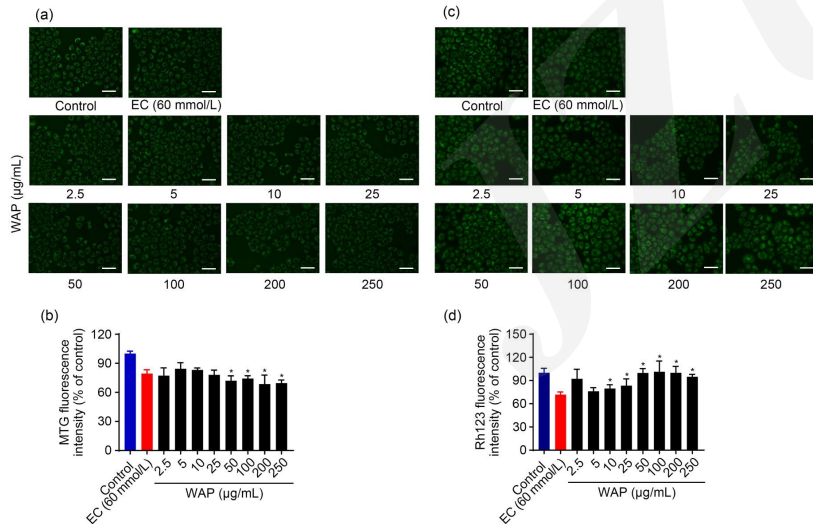 (a)
Control
EC (60 mmol/L)
WAP (µg/mL)
2.5
5
10
25
50
100
200
250
(c)
Control
EC (60 mmol/L)
2.5
5
10
25
50
100
200
250
(b)
MTG fluorescence
intensity (% of control)
120
90
60
30
0
* * * *
Control
EC (60 mmol/L)
2.5
5
10
25
50
100
200
250
WAP (µg/mL)
(d)
Rh123 fluorescence
intensity (% of control)
150
120
90
60
30
0
* * * * * *
Control
EC (60 mmol/L)
2.5
5
10
25
50
100
200
250
WAP (µg/mL)